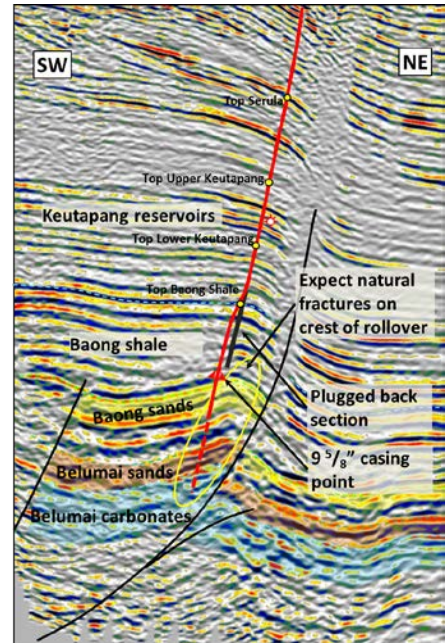 SW
NE
Top Serula
Top Upper Keutapang
Keutapang reservoirs
Top Lower Keutapang
Expect natural
fractures on
crest of rollover
Top Baong Shale
Baong shale
Plugged back
section
Baong sands
9 5/8" casing
point
Belumai sands
Belumai carbonates